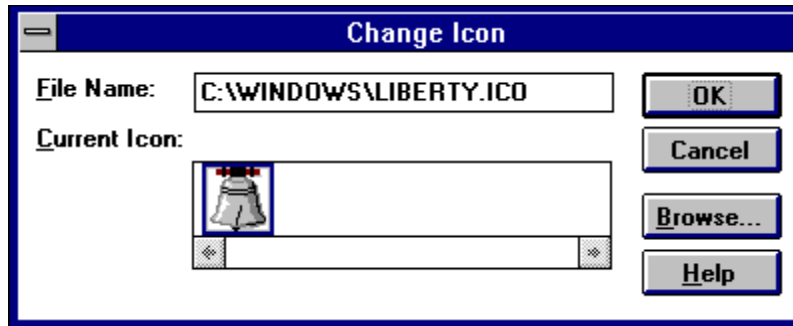 Change Icon
File Name: C:\WINDOWS\LIBERTY.ICO
OK
Current Icon:
Cancel
Browse...
Help